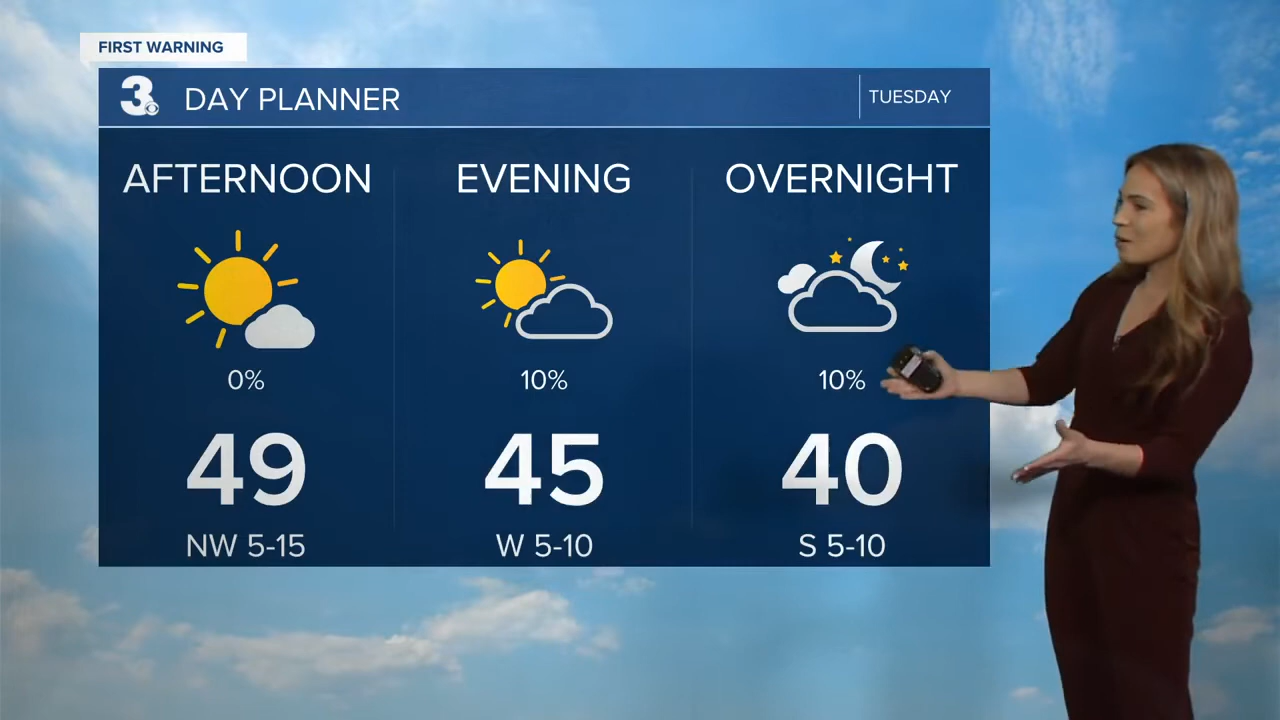 FIRST WARNING
3 DAY PLANNER
TUESDAY
AFTERNOON EVENING OVERNIGHT
0% 10% 10%
49 45 40
NW 5-15 W 5-10 S 5-10